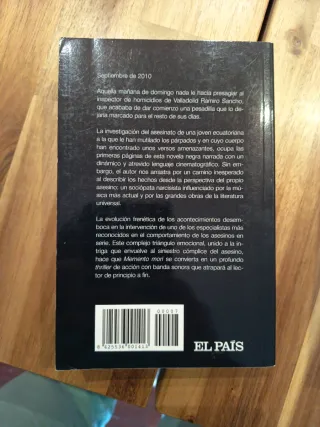 Septiembre de 2010
Aquella mañana de domingo nada le hacía presagiar al
inspector de homicidios de Valladolid Ramiro Sancho,
que acababa de dar comienzo una pesadilla que lo de-
jaría marcado para el resto de sus días.
La investigación del asesinato de una joven ecuatoriana
a la que han mutilado los párpados y en cuyo cuerpo
han encontrado unos versos amenazantes, ocupa las
primeras páginas de esta novela negra narrada con un
dinámico y atrevido lenguaje cinematográfico. Sin em-
bargo, el autor nos arrastra por un camino inesperado
al describir los hechos desde la perspectiva del propio
asesino: un sociópata narcisista influenciado por la mú-
sica más actual y por las grandes obras de la literatura
universal.
La evolución frenética de los acontecimientos desem-
boca en la intervención de uno de los especialistas más
reconocidos en el comportamiento de los asesinos en
serie. Este complejo triángulo emocional, unido a la in-
triga que envuelve al siniestro cómplice del asesino,
hace que Memento mori se convierta en un profundo
thriller de acción con banda sonora que atrapará al lec-
tor de principio a fin.
00001
EL PAÍS